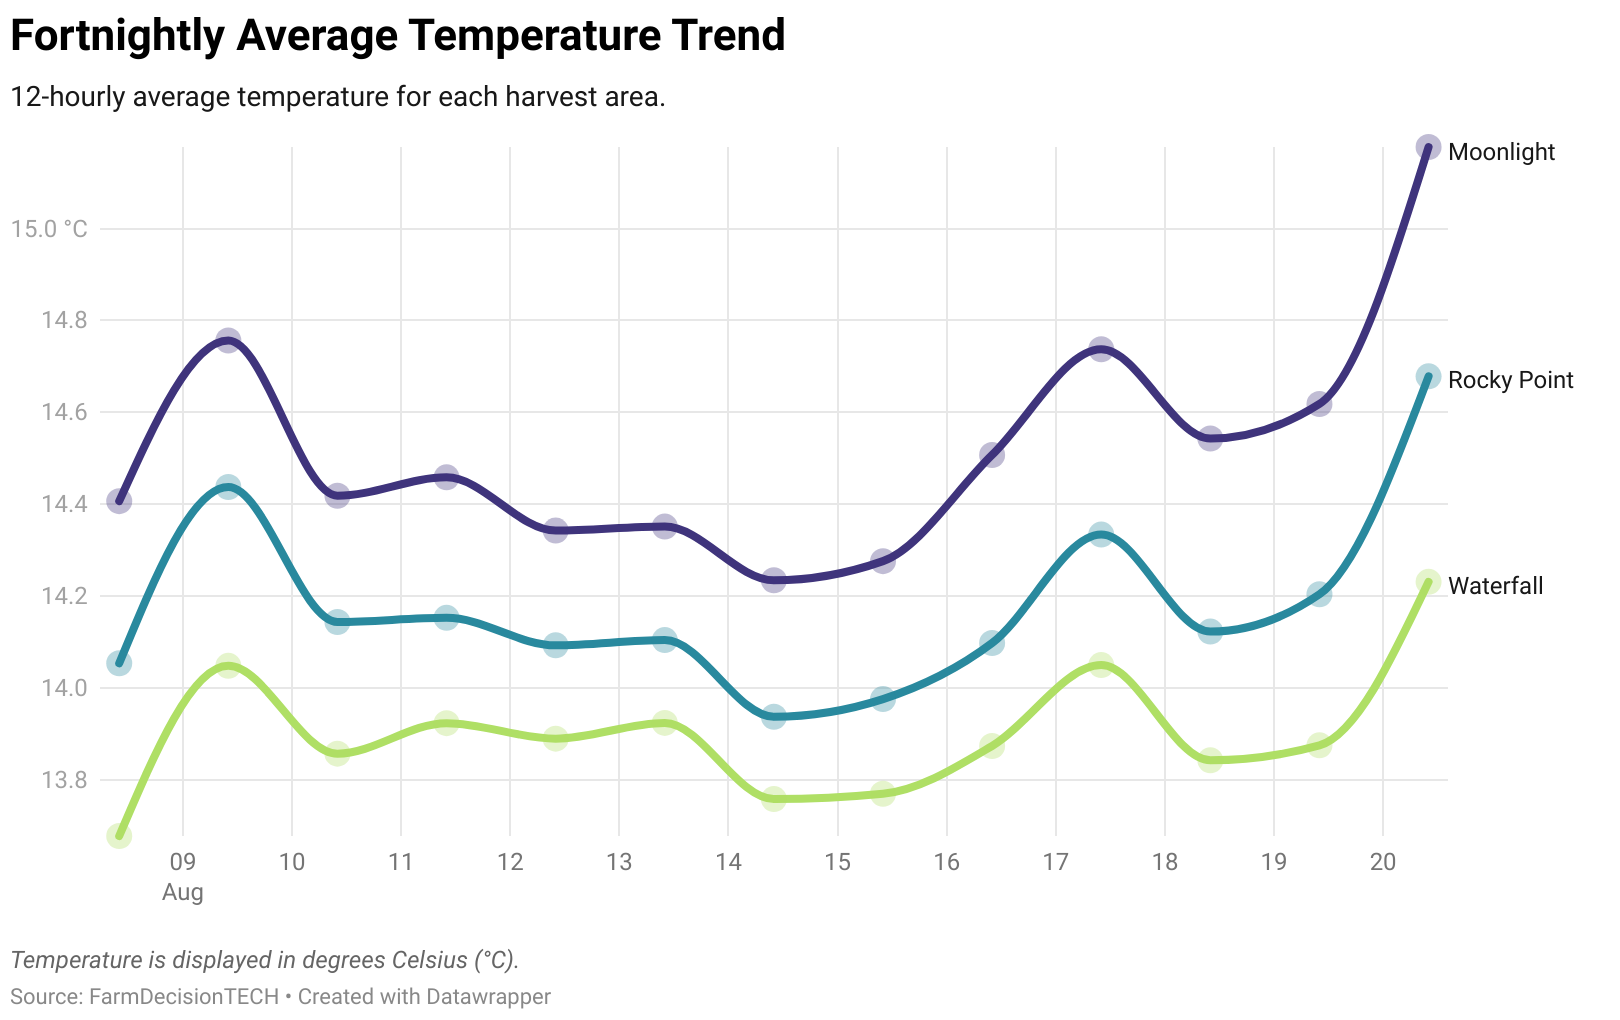 Fortnightly Average Temperature Trend
12-hourly average temperature for each harvest area.
Moonlight
15.0 °C
14.8
Rocky Point
14.6
14.4
14.2
Waterfall
14.0
13.8
09 10 11 12 13 14 15 16 17 18 19 20
Aug
Temperature is displayed in degrees Celsius (°C).
Source: FarmDecisionTECH • Created with Datawrapper